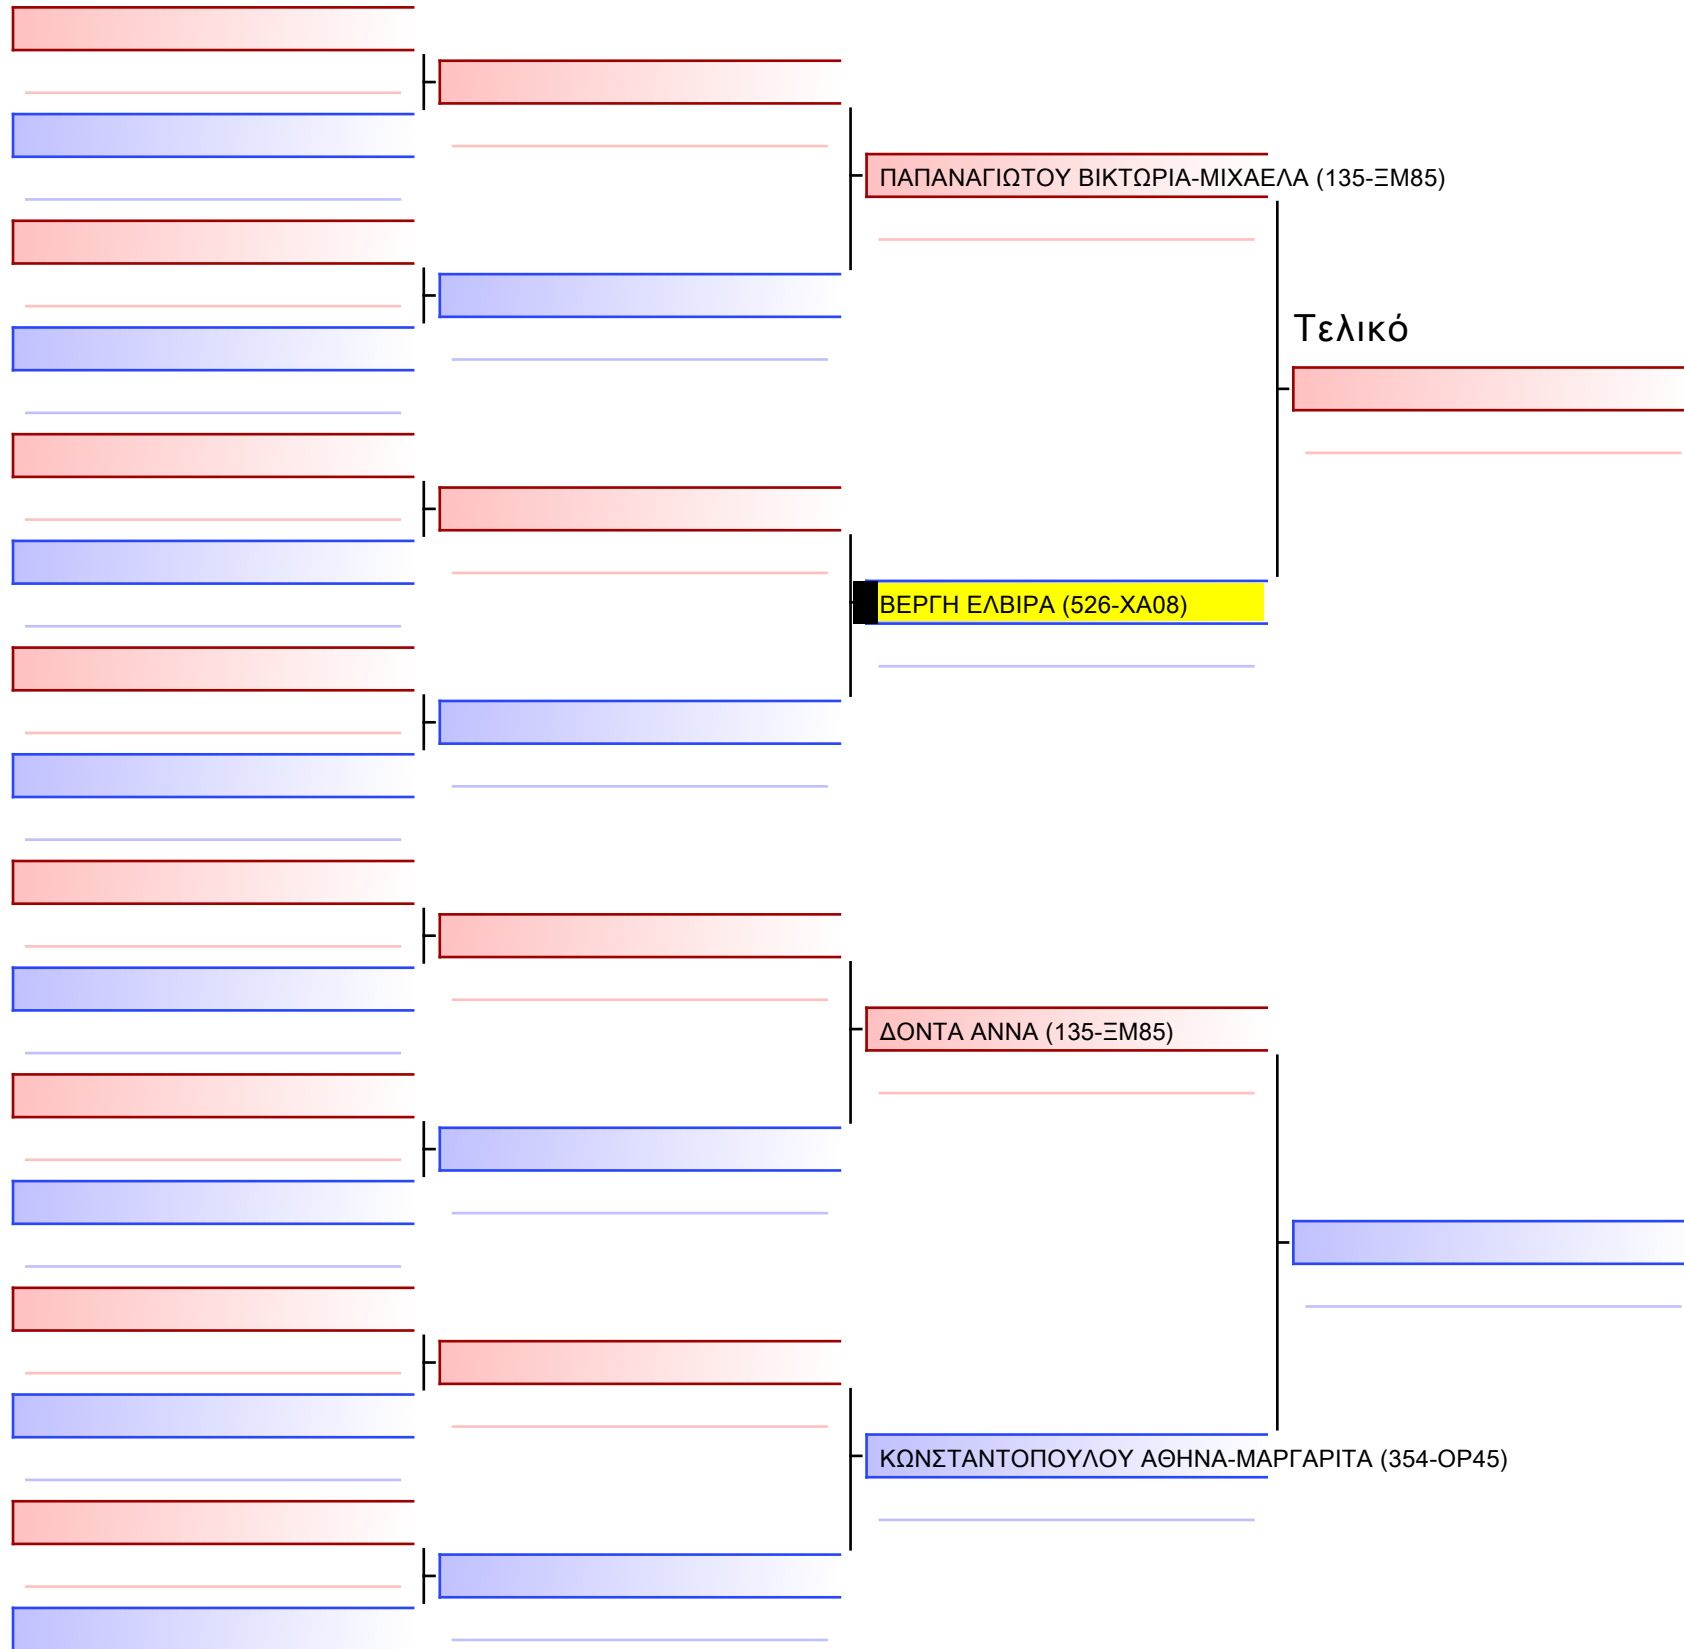 ΠΑΠΑΝΑΓΙΩΤΟΥ ΒΙΚΤΩΡΙΑ-ΜΙΧΑΕΛΑ (135-ΞΜ85)
Τελικό
ΒΕΡΓΗ ΕΛΒΙΡΑ (526-ΧΑ08)
ΔΟΝΤΑ ΑΝΝΑ (135-ΞΜ85)
ΚΩΝΣΤΑΝΤΟΠΟΥΛΟΥ ΑΘΗΝΑ-ΜΑΡΓΑΡΙΤΑ (354-ΟΡ45)